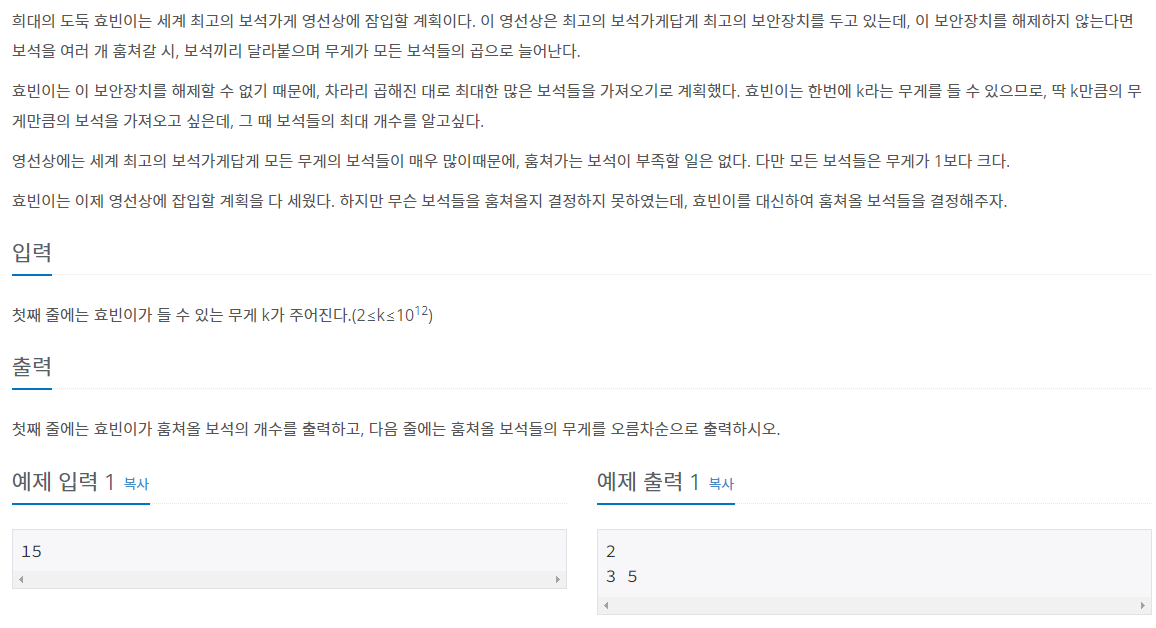 희대의 도둑 효빈이는 세계 최고의 보석가게 영선상에 잠입할 계획이다. 이 영선상은 최고의 보석가게답게 최고의 보안장치를 두고 있는데, 이 보안장치를 해제하지 않는다면
보석을 여러 개 훔쳐갈 시, 보석끼리 달라붙으며 무게가 모든 보석들의 곱으로 늘어난다.
효빈이는 이 보안장치를 해제할 수 없기 때문에, 차라리 곱해진 대로 최대한 많은 보석들을 가져오기로 계획했다. 효빈이는 한번에 k라는 무게를 들 수 있으므로, 딱 k만큼의 무
게만큼의 보석을 가져오고 싶은데, 그 때 보석들의 최대 개수를 알고싶다.
영선상에는 세계 최고의 보석가게답게 모든 무게의 보석들이 매우 많이때문에, 훔쳐가는 보석이 부족할 일은 없다. 다만 모든 보석들은 무게가 1보다 크다.
효빈이는 이제 영선상에 잡입할 계획을 다 세웠다. 하지만 무슨 보석들을 훔쳐올지 결정하지 못하였는데, 효빈이를 대신하여 훔쳐올 보석들을 결정해주자.
입력
첫째 줄에는 효빈이가 들 수 있는 무게 k가 주어진다.(2≤k≤10¹²)
출력
첫째 줄에는 효빈이가 훔쳐올 보석의 개수를 출력하고, 다음 줄에는 훔쳐올 보석들의 무게를 오름차순으로 출력하시오.
예제 입력 1 복사
15
예제 출력 1 복사
2
3 5